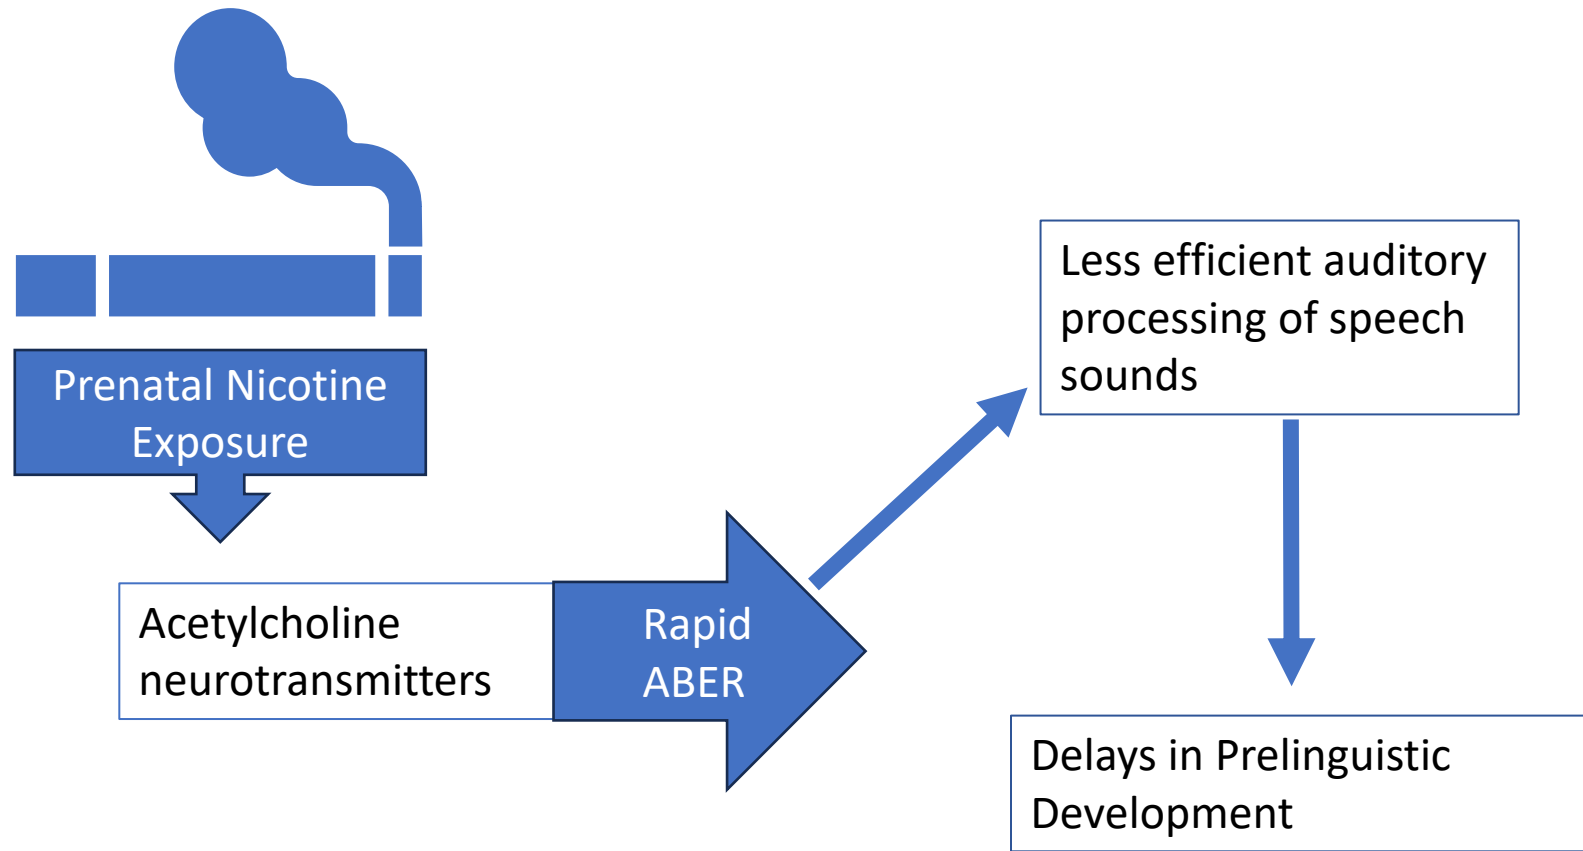 Prenatal Nicotine
Exposure
Acetylcholine
neurotransmitters
Rapid
ABER
Less efficient auditory
processing of speech
sounds
Delays in Prelinguistic
Development